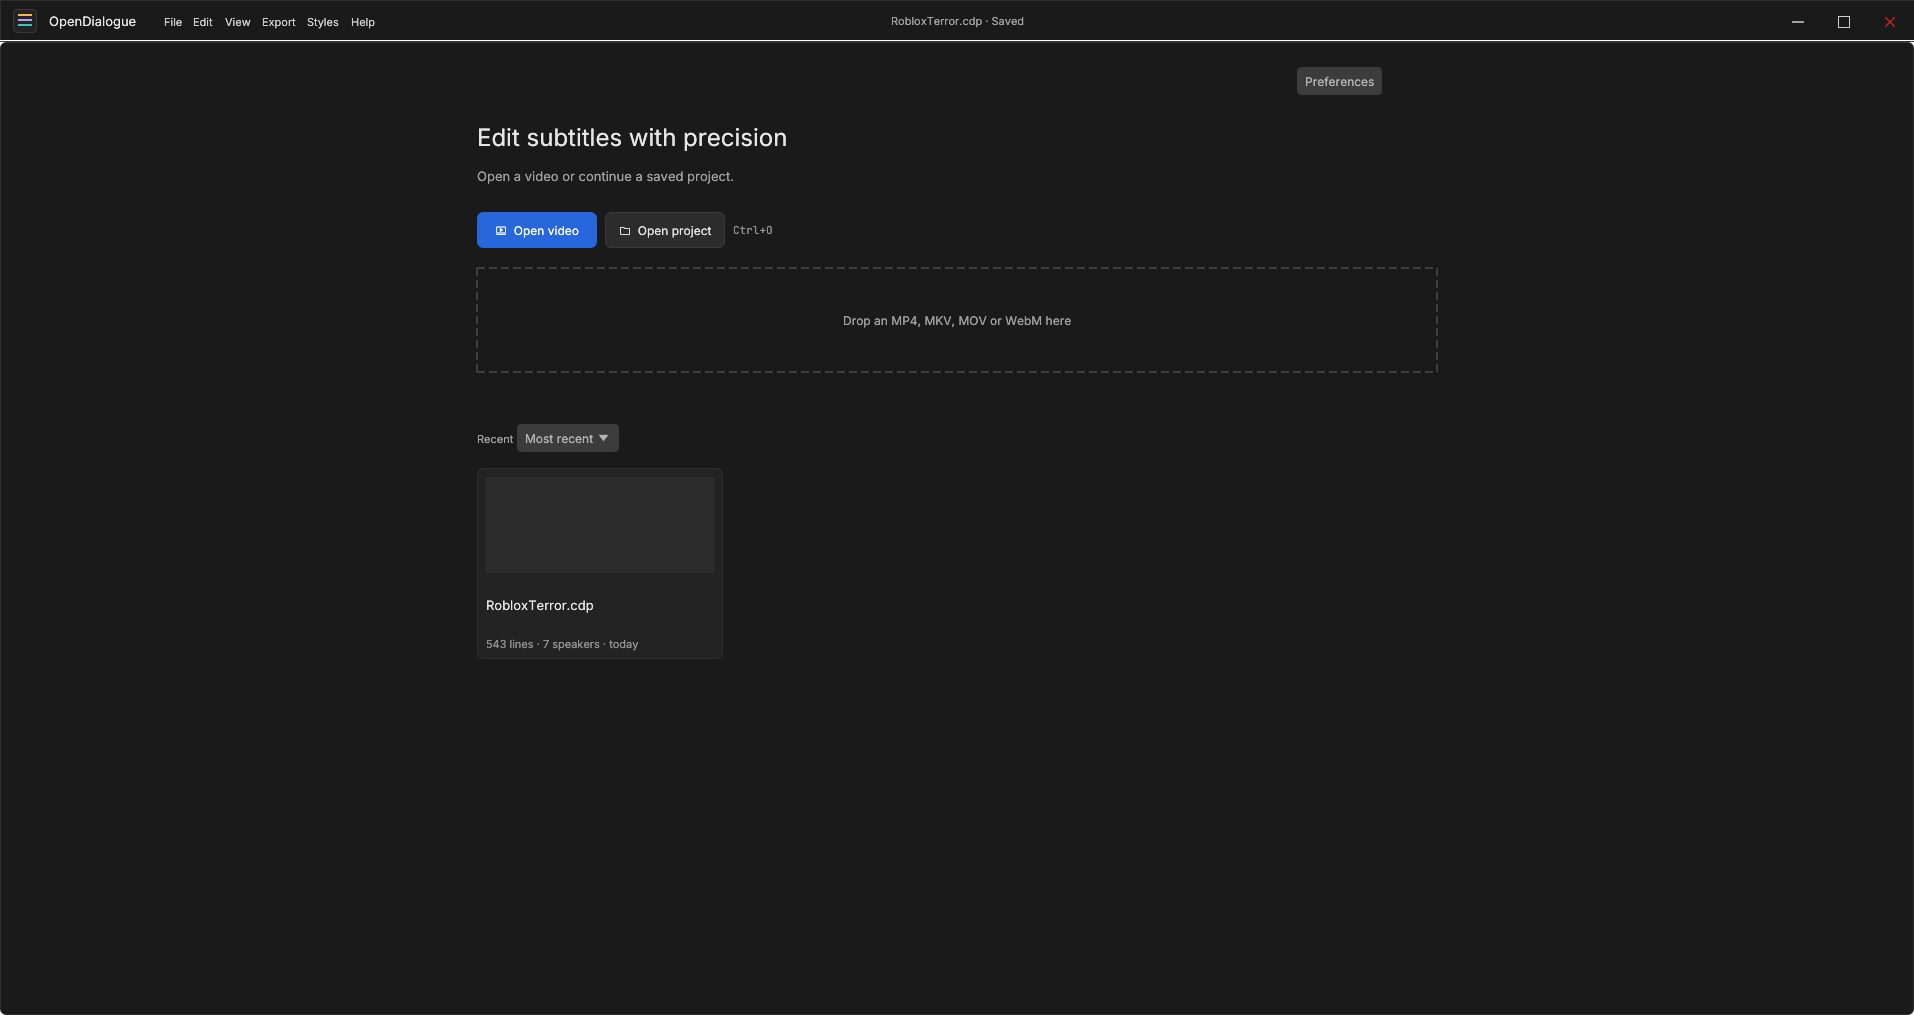 OpenDialogue File Edit View Export Styles Help RobloxTerror.cdp · Saved
Preferences
Edit subtitles with precision
Open a video or continue a saved project.
Open video Open project Ctrl+O
Drop an MP4, MKV, MOV or WebM here
Recent Most recent
RobloxTerror.cdp
543 lines · 7 speakers · today